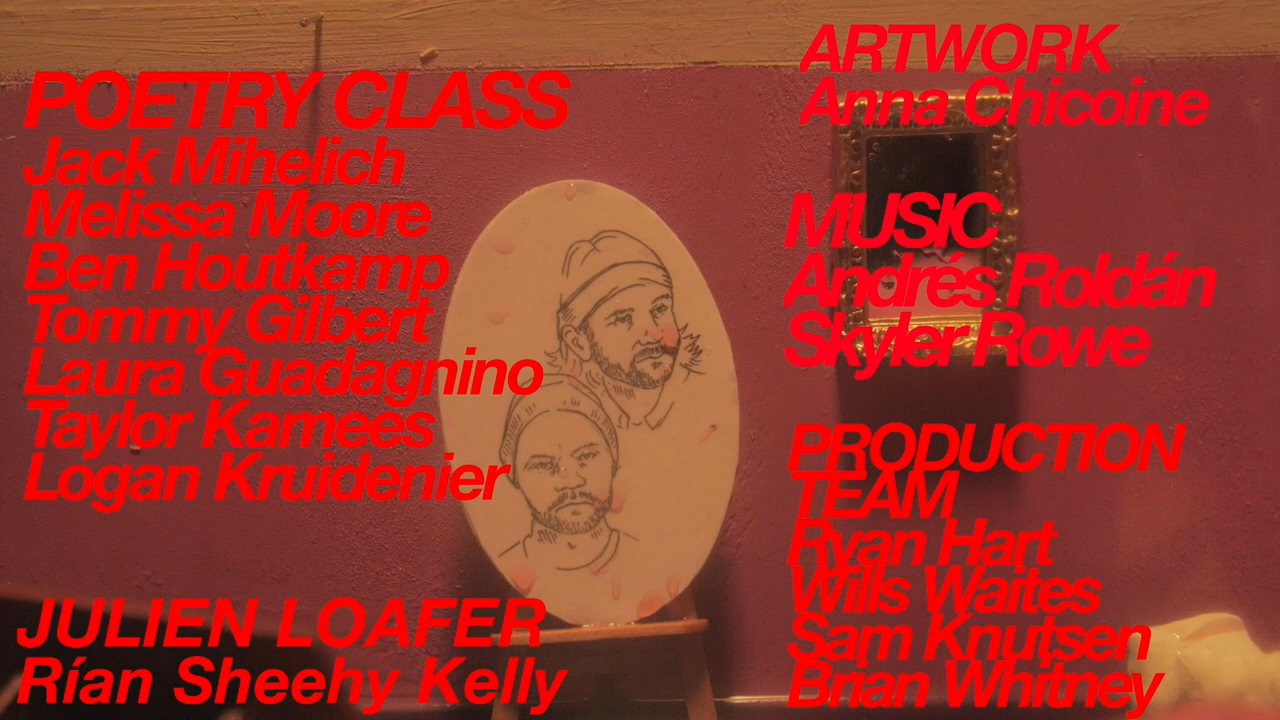 POETRY CLASS
Jack Mihelich
Melissa Moore
Ben Houtkamp
Tommy Gilbert
Laura Guadagnino
Taylor Kamees
Logan Kruidenier
JULIEN LOAFER
Rían Sheehy Kelly
ARTWORK
Anna Chicoine
MUSIC
Andrés Roldán
Skyler Rowe
PRODUCTION
TEAM
Ryan Hart
Wills Waites
Sam Knutsen
Brian Whitney